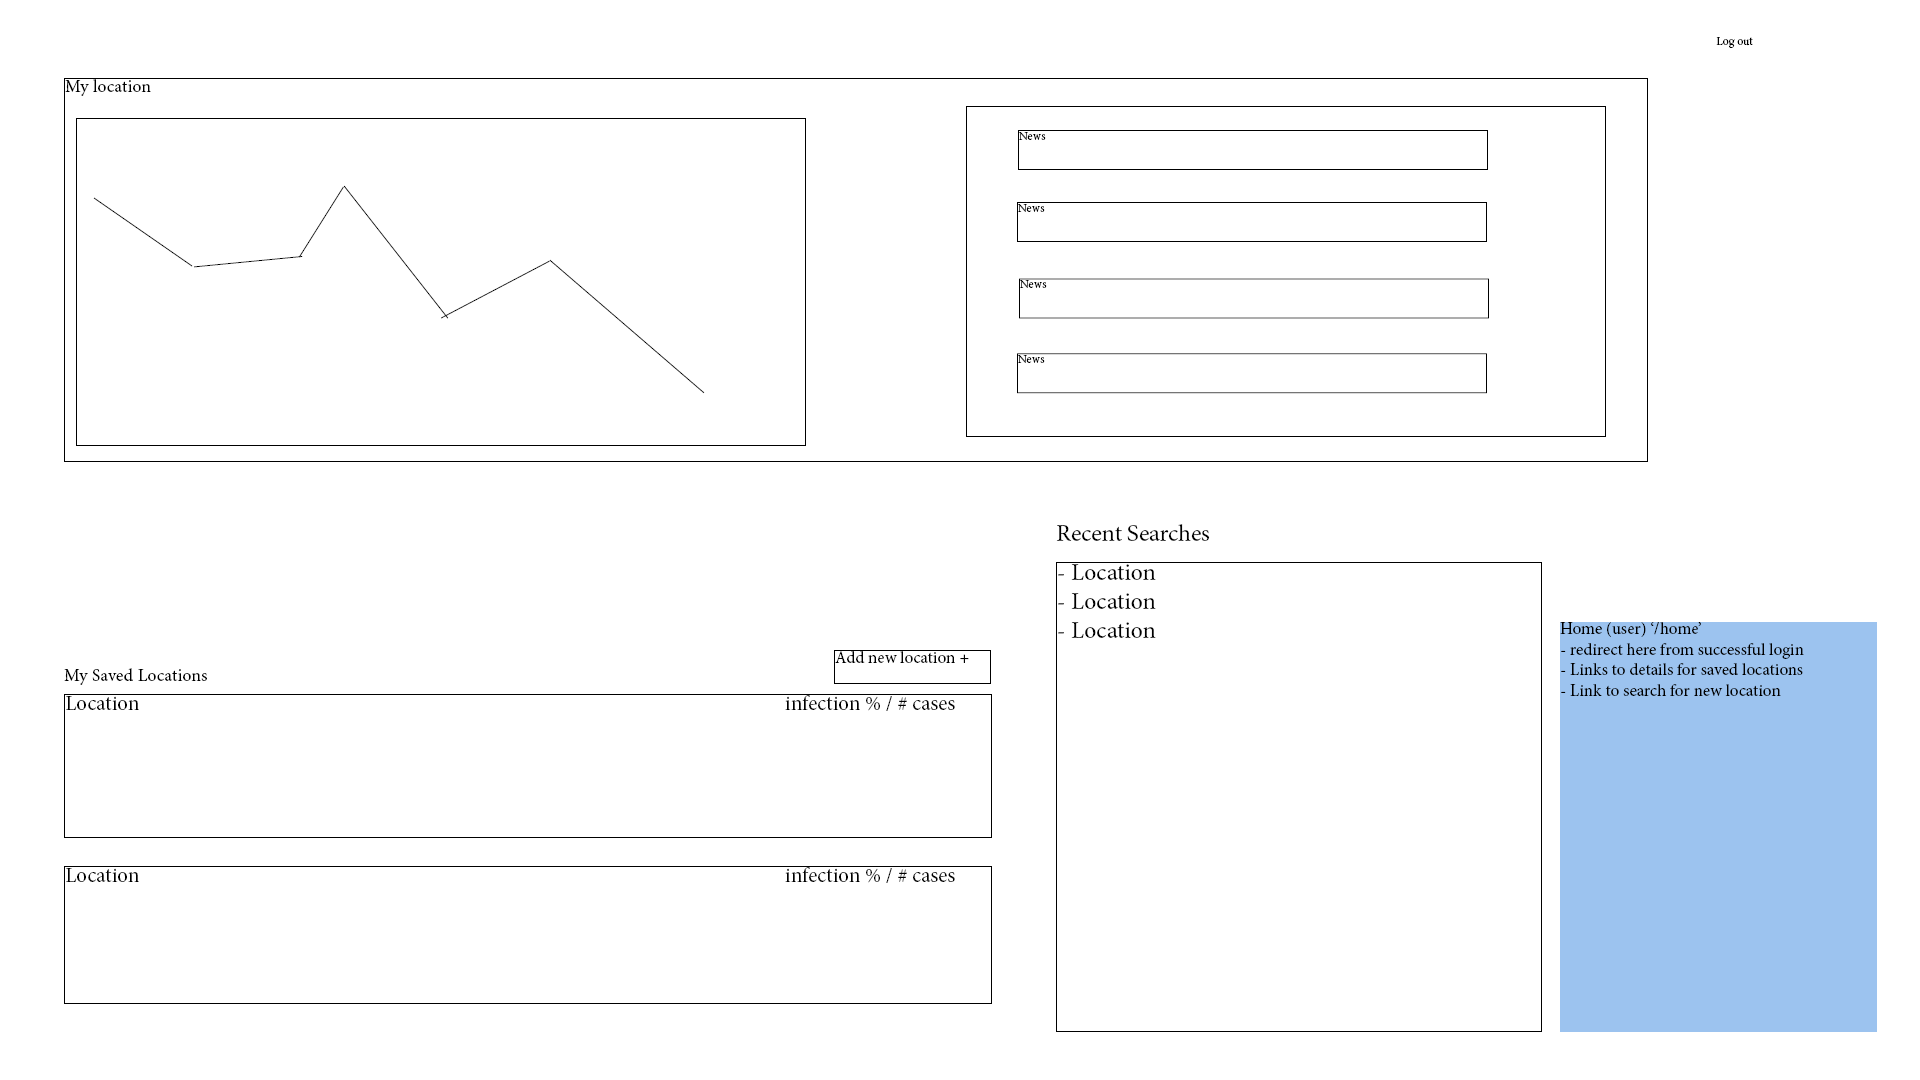 Log out
My location
News
News
News
News
Recent Searches
- Location
- Location
- Location
Add new location +
My Saved Locations
Location
infection % / # cases
Location
infection % / # cases
Home (user) ‘/home’
- redirect here from successful login
- Links to details for saved locations
- Link to search for new location